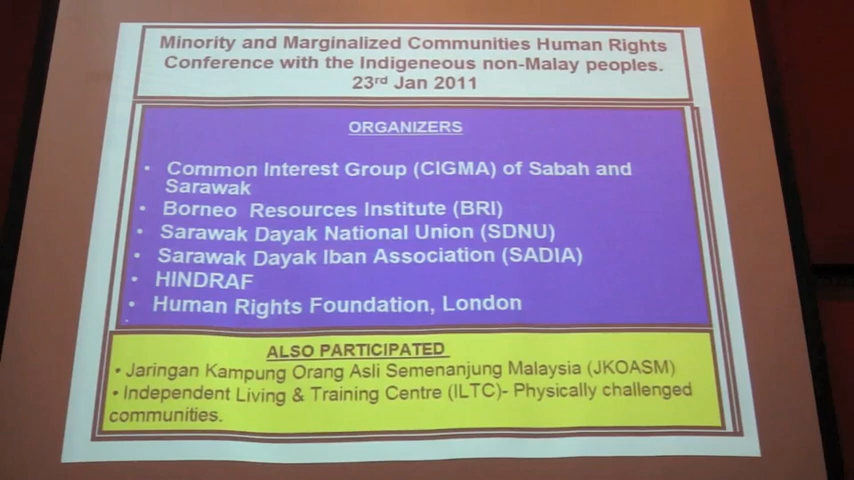 Minority and Marginalized Communities Human Rights
Conference with the Indigeneous non-Malay peoples.
23rd Jan 2011
ORGANIZERS
• Common Interest Group (CIGMA) of Sabah and
Sarawak
• Borneo Resources Institute (BRI)
• Sarawak Dayak National Union (SDNU)
• Sarawak Dayak Iban Association (SADIA)
• HINDRAF
• Human Rights Foundation, London
ALSO PARTICIPATED
• Jaringan Kampung Orang Asli Semenanjung Malaysia (JKOASM)
• Independent Living & Training Centre (ILTC)- Physically challenged
communities.